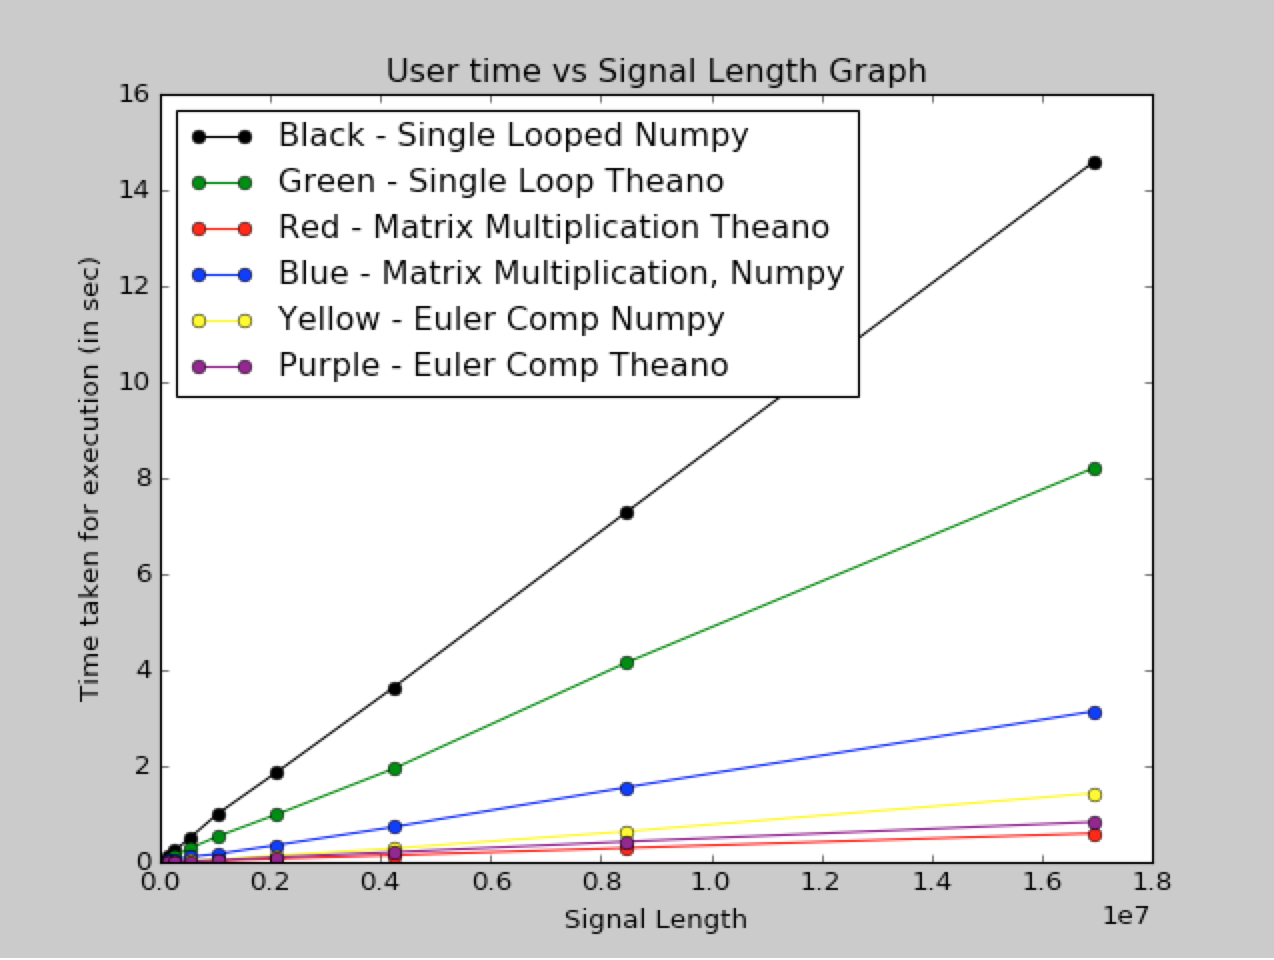 User time vs Signal Length Graph
16
14
12
10
8
6
4
2
0
Time taken for execution (in sec)
Black - Single Looped Numpy
Green - Single Loop Theano
Red - Matrix Multiplication Theano
Blue - Matrix Multiplication, Numpy
Yellow - Euler Comp Numpy
Purple - Euler Comp Theano
0.0 0.2 0.4 0.6 0.8 1.0 1.2 1.4 1.6 1.8
1e7
Signal Length